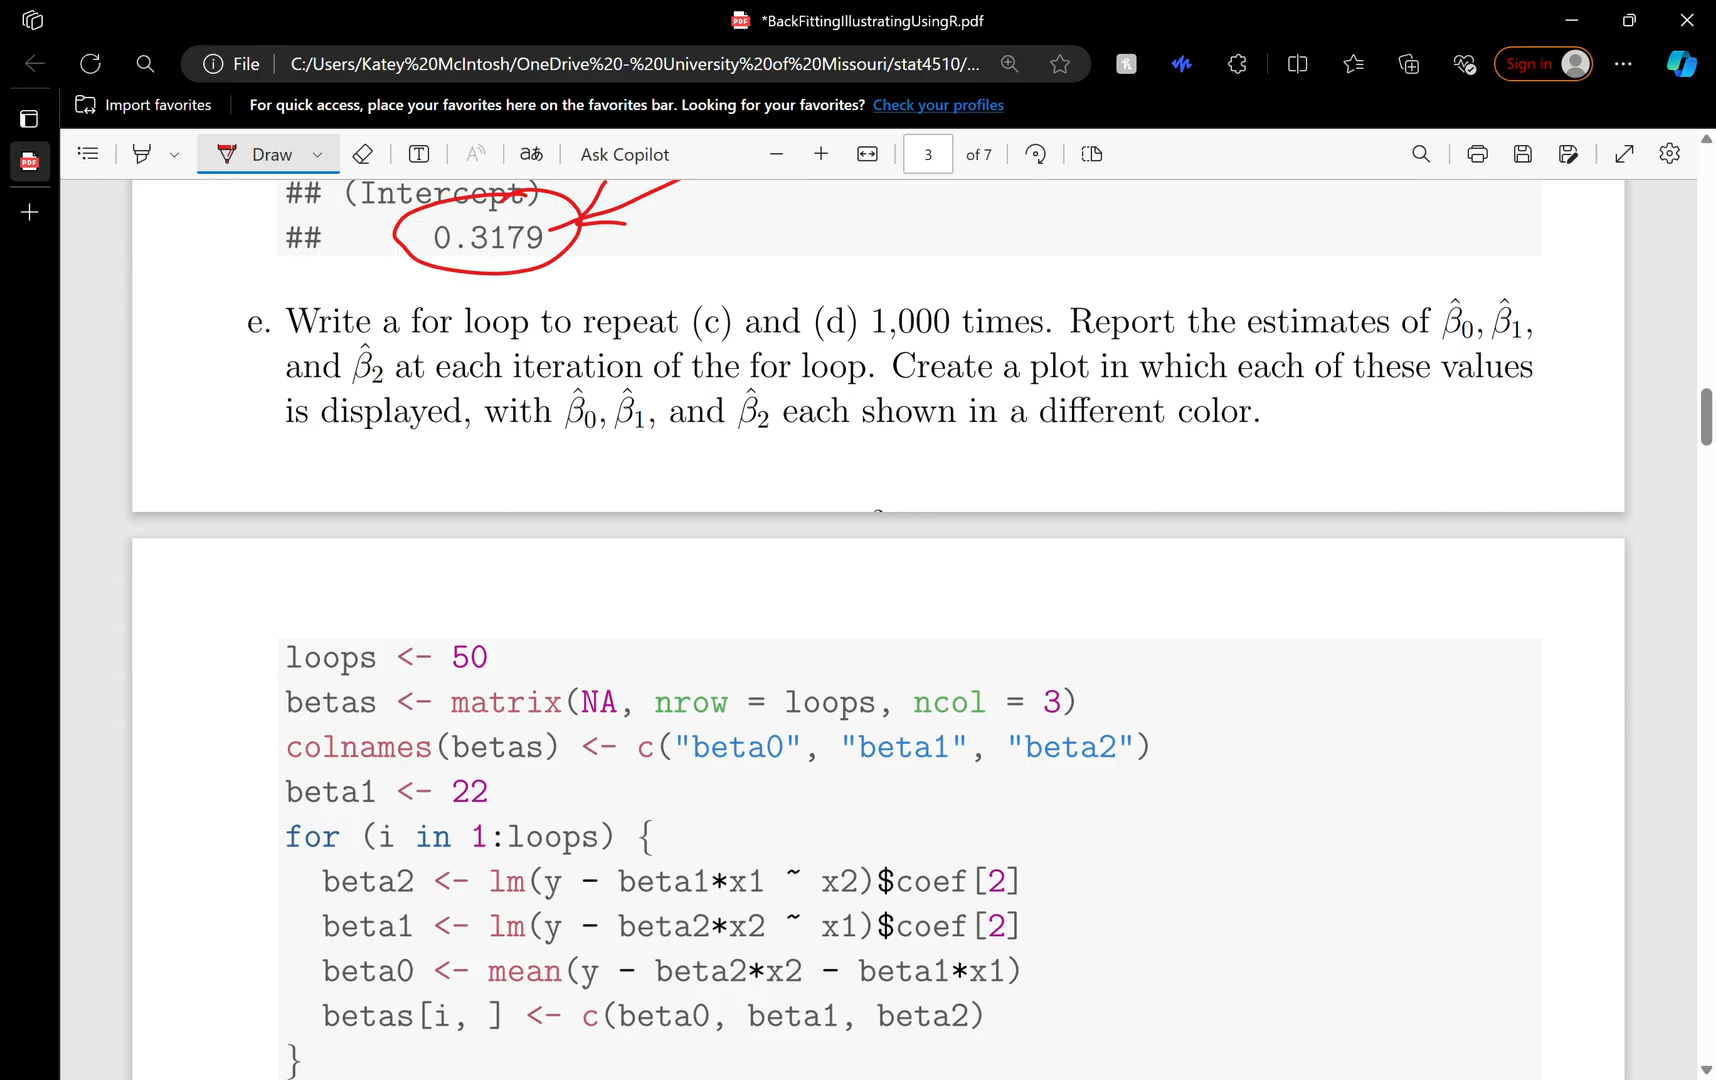 *BackFittingIllustratingUsingR.pdf
File
C:/Users/Katey%20McIntosh/OneDrive%20-%20University%20of%20Missouri/stat4510/...
Sign in
Import favorites
For quick access, place your favorites here on the favorites bar. Looking for your favorites? Check your profiles
Draw
Ask Copilot
3 of 7
## (Intercept)
## 0.3179
e. Write a for loop to repeat (c) and (d) 1,000 times. Report the estimates of β̂0, β̂1,
and β̂2 at each iteration of the for loop. Create a plot in which each of these values
is displayed, with β̂0, β̂1, and β̂2 each shown in a different color.
loops <- 50
betas <- matrix(NA, nrow = loops, ncol = 3)
colnames(betas) <- c("beta0", "beta1", "beta2")
beta1 <- 22
for (i in 1:loops) {
  beta2 <- lm(y - beta1*x1 ~ x2)$coef[2]
  beta1 <- lm(y - beta2*x2 ~ x1)$coef[2]
  beta0 <- mean(y - beta2*x2 - beta1*x1)
  betas[i, ] <- c(beta0, beta1, beta2)
}